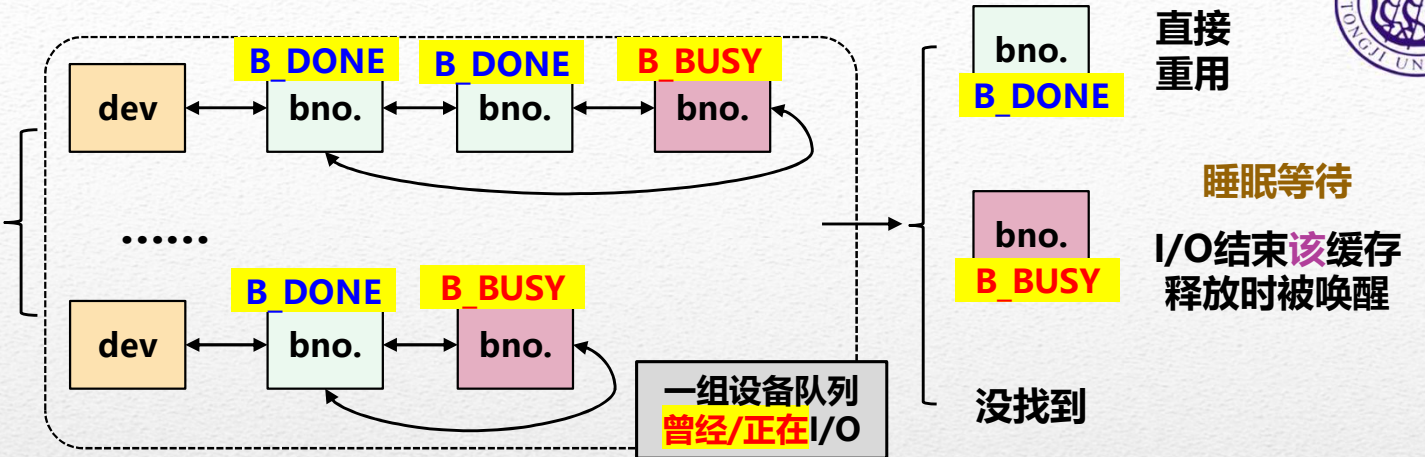 B_DONE B_DONE B_BUSY
dev bno. bno. bno.
······
B_DONE B_BUSY
dev bno. bno.
一组设备队列
曾经/正在I/O
bno.
B_DONE
直接
重用
bno.
B_BUSY
睡眠等待
I/O结束该缓存
释放时被唤醒
没找到
TONGJI UN